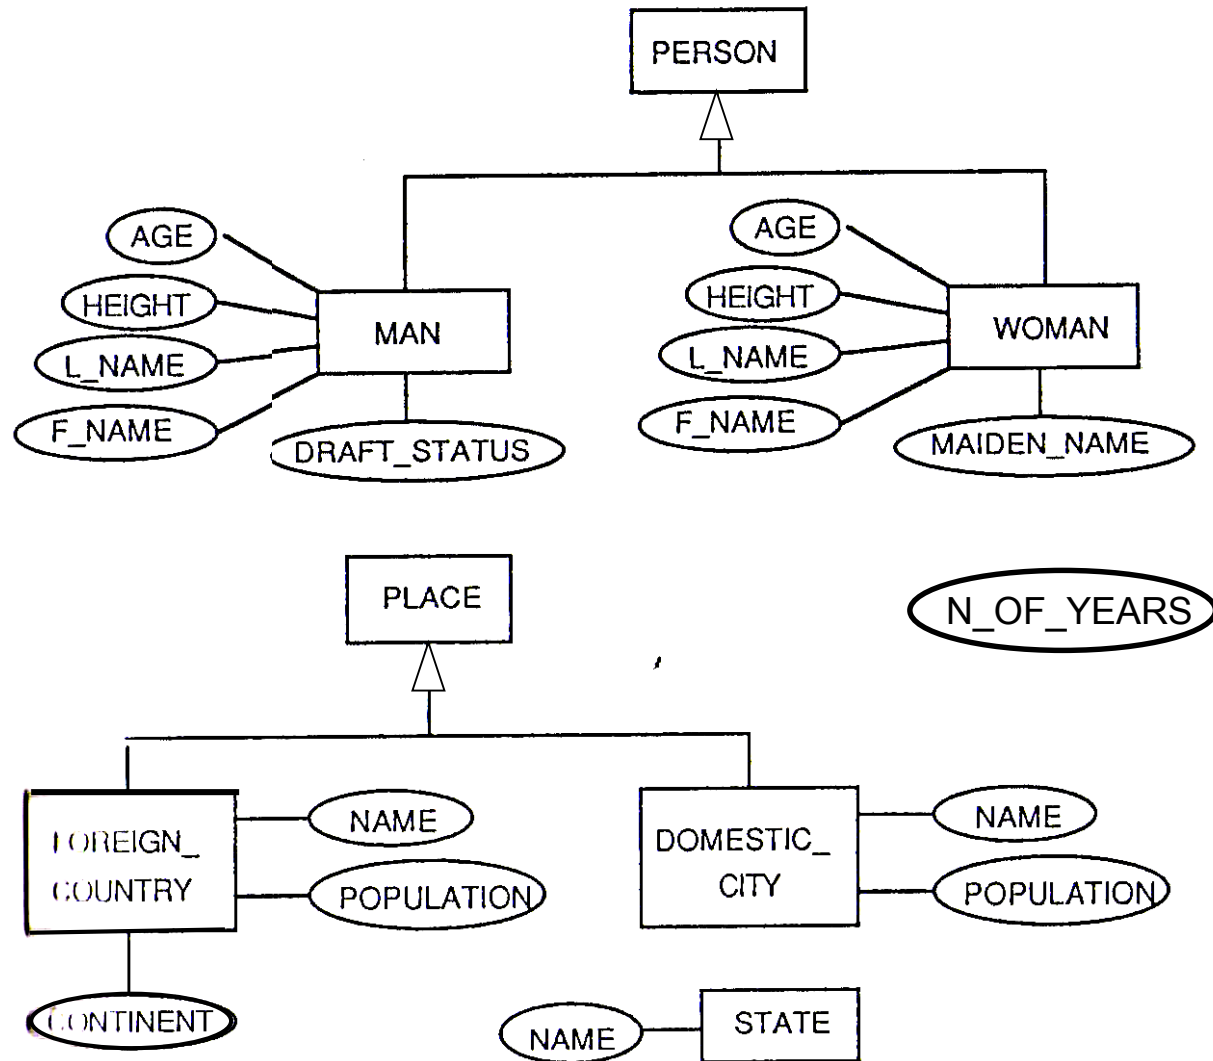 PERSON
AGE
HEIGHT
L_NAME
F_NAME
MAN
DRAFT_STATUS
AGE
HEIGHT
L_NAME
F_NAME
WOMAN
MAIDEN_NAME
PLACE
N_OF_YEARS
FOREIGN_
COUNTRY
NAME
POPULATION
CONTINENT
DOMESTIC_
CITY
NAME
POPULATION
NAME
STATE